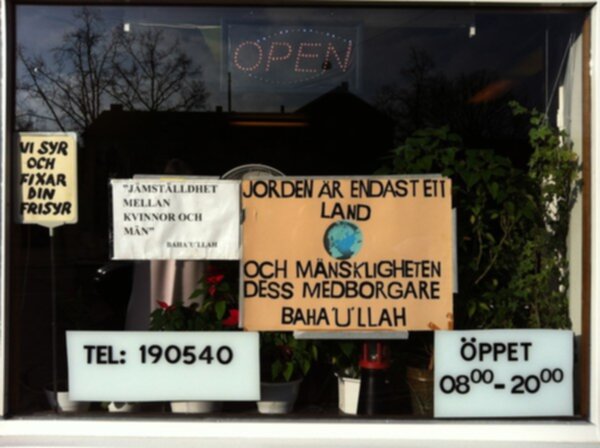 OPEN
VI SYR
OCH
FIXAR
DIN
FRISYR
"JÄMSTÄLLDHET
MELLAN
KVINNOR OCH
MÄN"
BAHA'U'LLAH
JORDEN ÄR ENDAST ETT
LAND
OCH MÄNSKLIGHETEN
DESS MEDBORGARE
BAHA'U'LLAH
TEL: 190540
ÖPPET
08⁰⁰-20⁰⁰